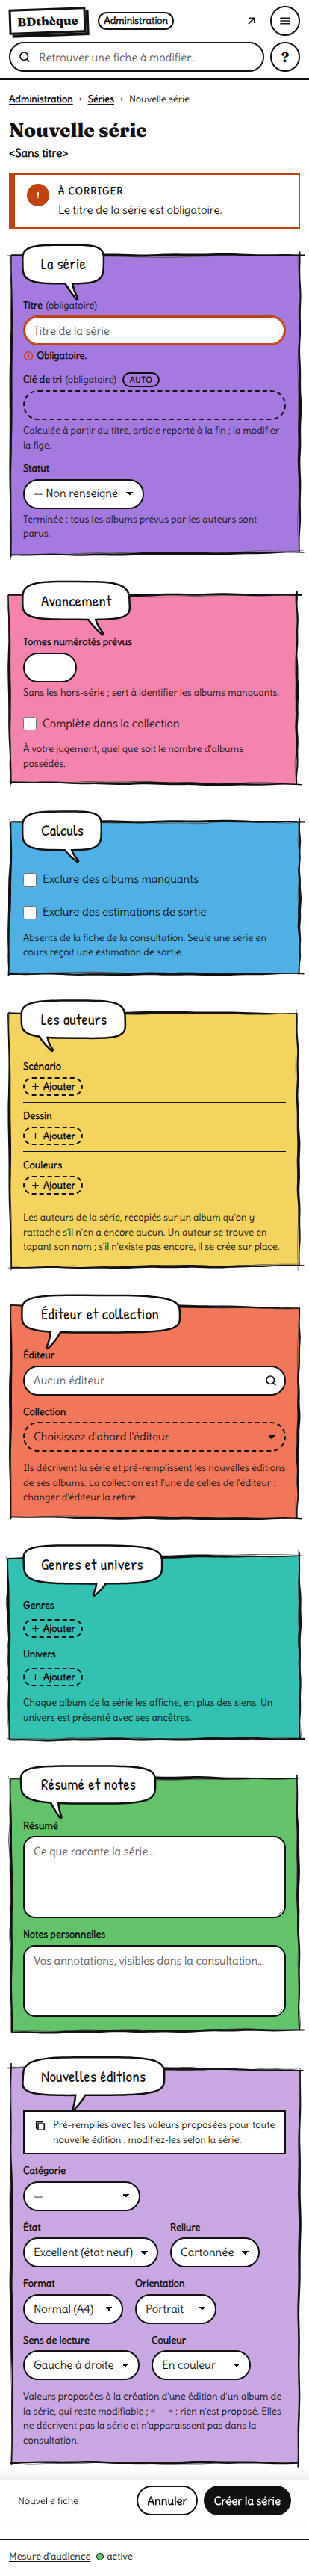 BDthèque Administration
Retrouver une fiche à modifier... ?
Administration › Séries › Nouvelle série
Nouvelle série
<Sans titre>
! À CORRIGER
Le titre de la série est obligatoire.
La série
Titre (obligatoire)
Titre de la série
Obligatoire.
Clé de tri (obligatoire) AUTO
Calculée à partir du titre, article reporté à la fin ; la modifier
la fige.
Statut
— Non renseigné
Terminée : tous les albums prévus par les auteurs sont
parus.
Avancement
Tomes numérotés prévus
Sans les hors-série ; sert à identifier les albums manquants.
Complète dans la collection
À votre jugement, quel que soit le nombre d'albums
possédés.
Calculs
Exclure des albums manquants
Exclure des estimations de sortie
Absents de la fiche de la consultation. Seule une série en
cours reçoit une estimation de sortie.
Les auteurs
Scénario
+ Ajouter
Dessin
+ Ajouter
Couleurs
+ Ajouter
Les auteurs de la série, recopiés sur un album qu'on y
rattache s'il n'en a encore aucun. Un auteur se trouve en
tapant son nom ; s'il n'existe pas encore, il se crée sur place.
Éditeur et collection
Éditeur
Aucun éditeur
Collection
Choisissez d'abord l'éditeur
Ils décrivent la série et pré-remplissent les nouvelles éditions
de ses albums. La collection est l'une de celles de l'éditeur :
changer d'éditeur la retire.
Genres et univers
Genres
+ Ajouter
Univers
+ Ajouter
Chaque album de la série les affiche, en plus des siens. Un
univers est présenté avec ses ancêtres.
Résumé et notes
Résumé
Ce que raconte la série...
Notes personnelles
Vos annotations, visibles dans la consultation...
Nouvelles éditions
Pré-remplies avec les valeurs proposées pour toute
nouvelle édition : modifiez-les selon la série.
Catégorie
—
État Reliure
Excellent (état neuf) Cartonnée
Format Orientation
Normal (A4) Portrait
Sens de lecture Couleur
Gauche à droite En couleur
Valeurs proposées à la création d'une édition d'un album de
la série, qui reste modifiable ; « — » : rien n'est proposé. Elles
ne décrivent pas la série et n'apparaissent pas dans la
consultation.
Nouvelle fiche Annuler Créer la série
Mesure d'audience active